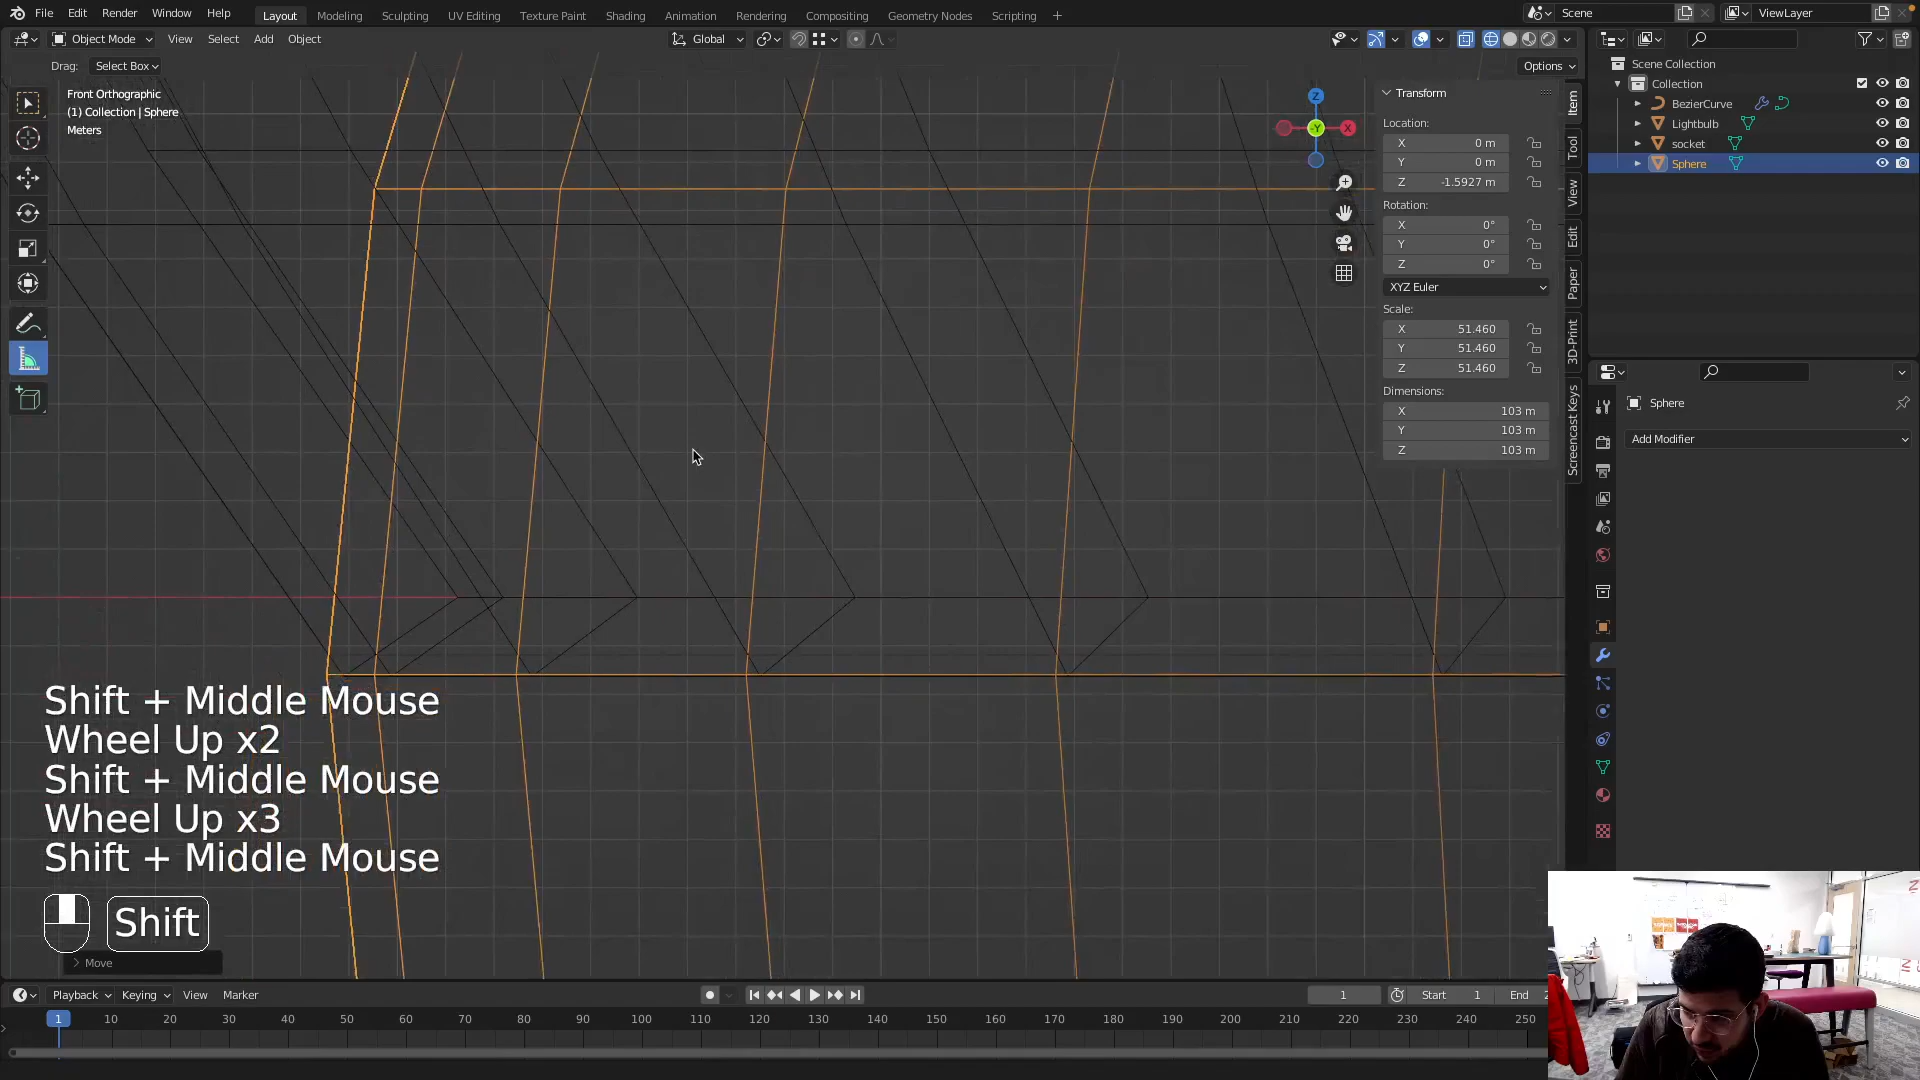 File Edit Render Window Help
Layout Modeling Sculpting UV Editing Texture Paint Shading Animation Rendering Compositing Geometry Nodes Scripting +
Scene
ViewLayer
Object Mode View Select Add Object
Global
Drag: Select Box
Options
Front Orthographic
(1) Collection | Sphere
Meters
Z
-Y
X
Transform
Location:
X 0 m
Y 0 m
Z -1.5927 m
Rotation:
X 0°
Y 0°
Z 0°
XYZ Euler
Scale:
X 51.460
Y 51.460
Z 51.460
Dimensions:
X 103 m
Y 103 m
Z 103 m
Item
Tool
View
Edit
Paper
3D-Print
Screencast Keys
Scene Collection
Collection
BezierCurve
Lightbulb
socket
Sphere
Sphere
Add Modifier
Shift + Middle Mouse
Wheel Up x2
Shift + Middle Mouse
Wheel Up x3
Shift + Middle Mouse
Shift
Move
Playback Keying View Marker
1
Start 1
End 2
1 10 20 30 40 50 60 70 80 90 100 110 120 130 140 150 160 170 180 190 200 210 220 230 240 250